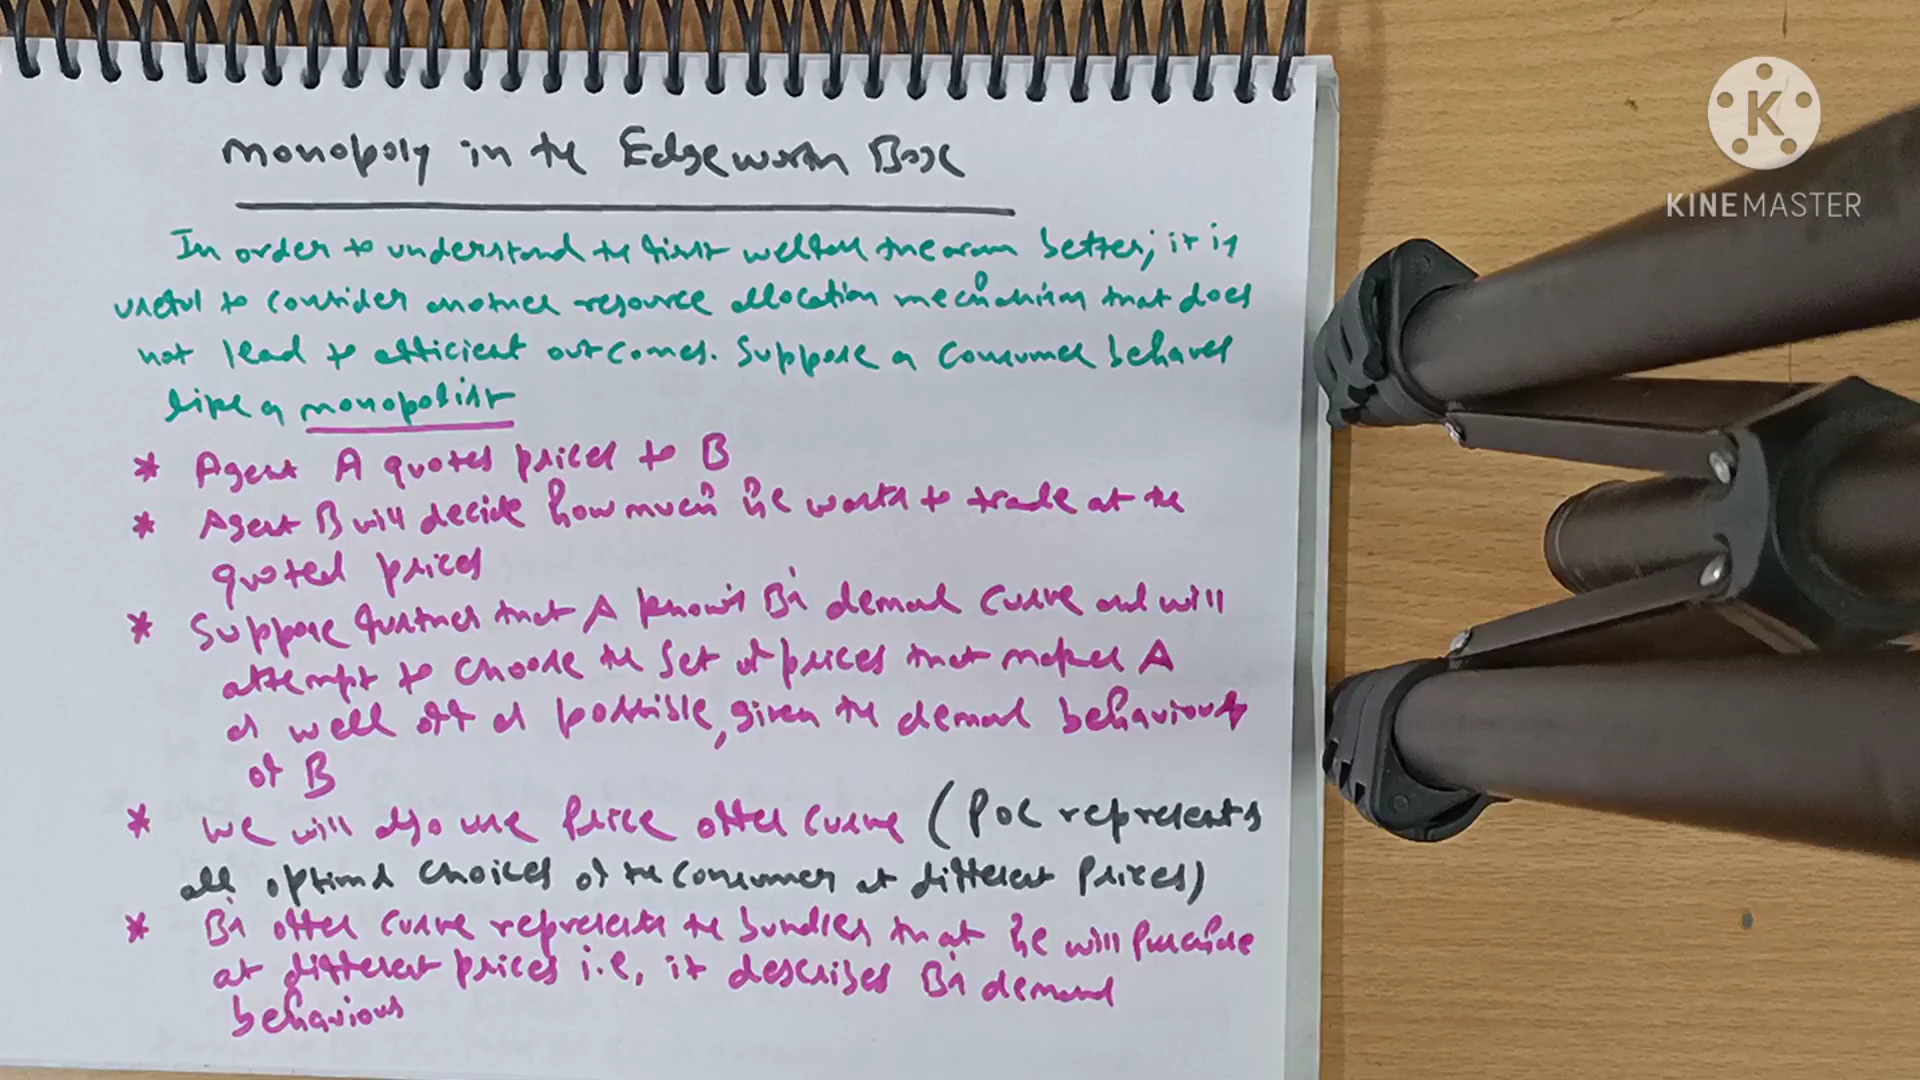 Monopoly in the Edgeworth Box
In order to understand the first welfare theorem better, it is
useful to consider another resource allocation mechanism that does
not lead to efficient outcomes. Suppose a consumer behaves
like a monopolist
* Agent A quotes prices to B
* Agent B will decide how much he wants to trade at the
quoted prices
* Suppose further that A knows B's demand curve and will
attempt to choose the set of prices that makes A
as well off as possible, given the demand behaviour
of B
* We will also use Price offer curve (POC represents
all optimal choices of the consumer at different Prices)
* B's offer curve represents the bundles that he will purchase
at different prices i.e, it describes B's demand
behaviour
K
KINEMASTER